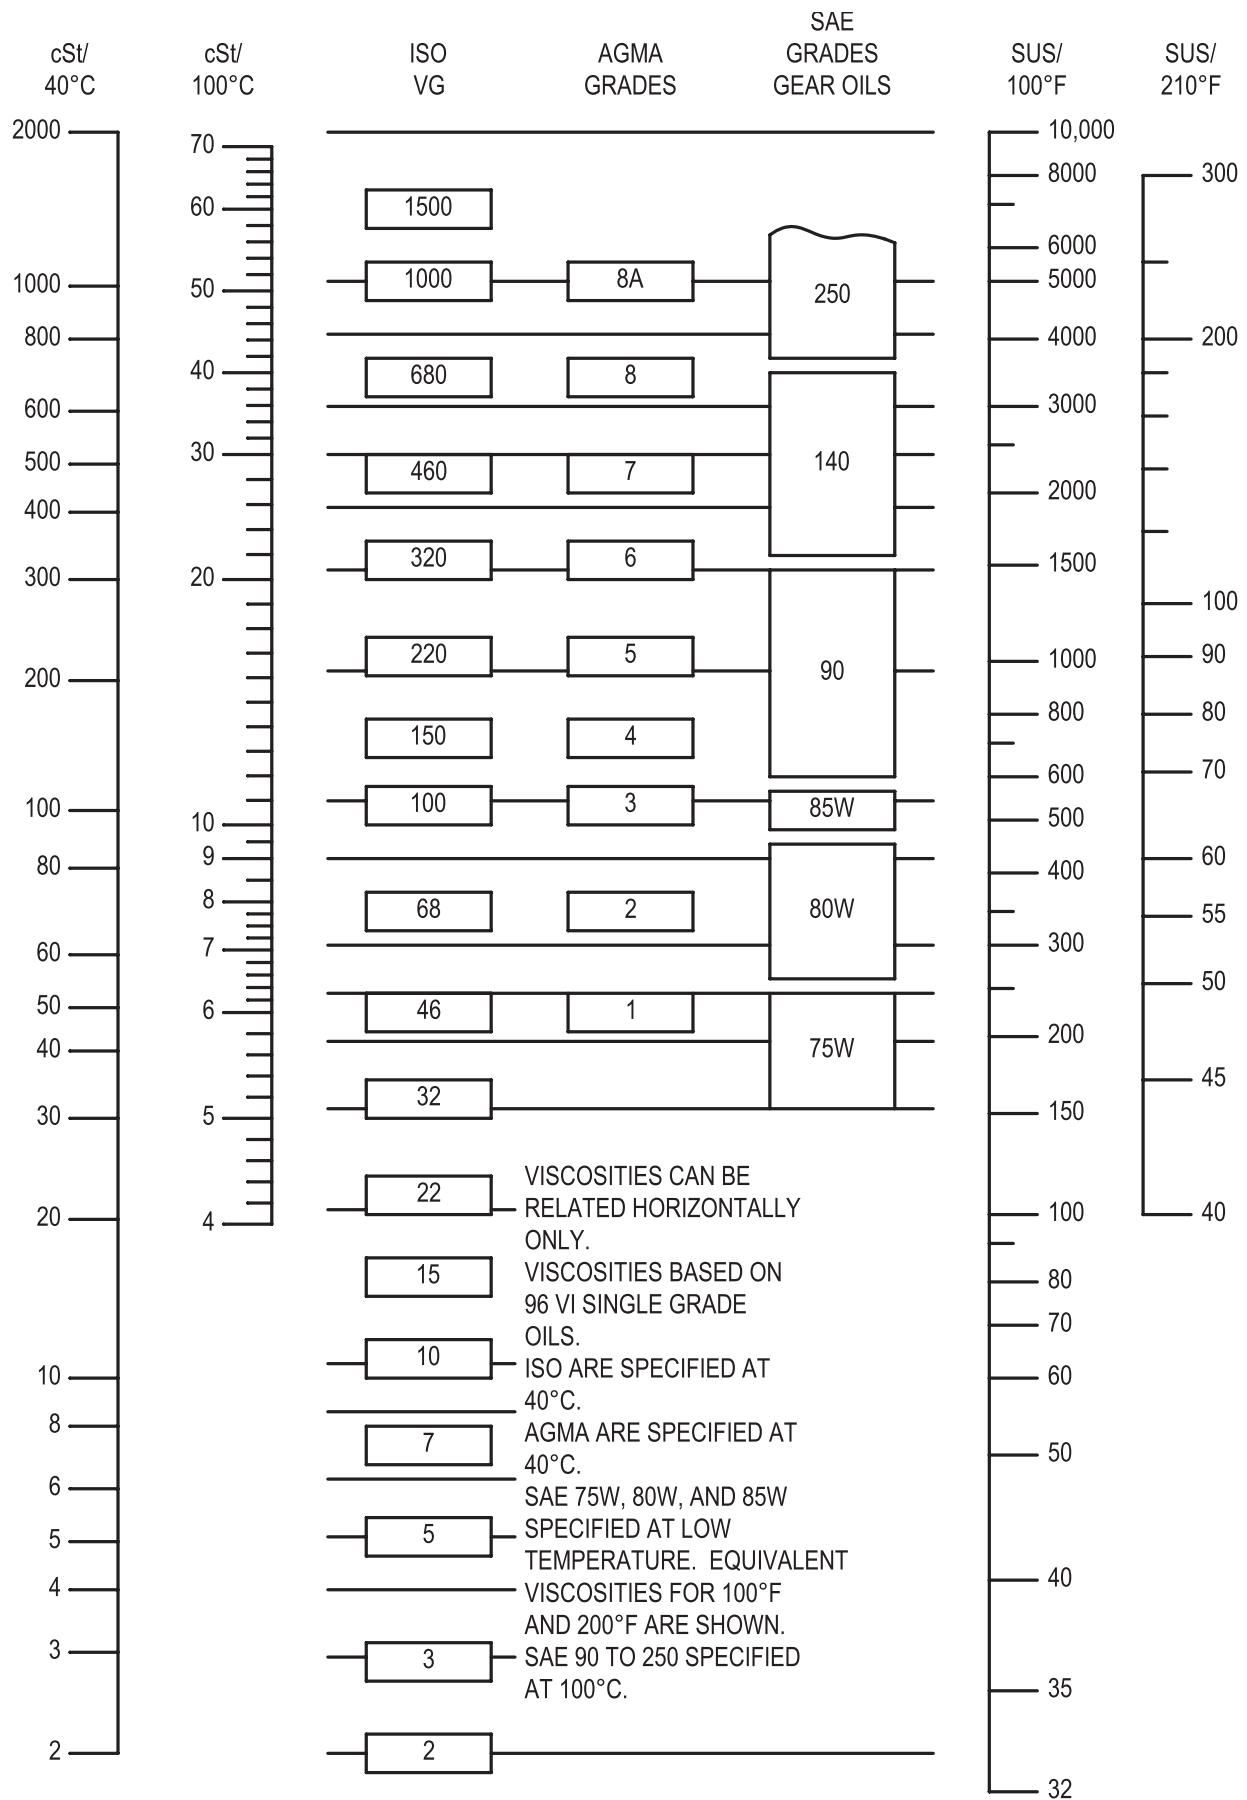 cSt/
40°C
cSt/
100°C
ISO
VG
AGMA
GRADES
SAE
GRADES
GEAR OILS
SUS/
100°F
SUS/
210°F
2000
1000
800
600
500
400
300
200
100
80
60
50
40
30
20
10
8
6
5
4
3
2
70
60
50
40
30
20
10
9
8
7
6
5
4
1500
1000
680
460
320
220
150
100
68
46
32
22
15
10
7
5
3
2
8A
8
7
6
5
4
3
2
1
250
140
90
85W
80W
75W
VISCOSITIES CAN BE
RELATED HORIZONTALLY
ONLY.
VISCOSITIES BASED ON
96 VI SINGLE GRADE
OILS.
ISO ARE SPECIFIED AT
40°C.
AGMA ARE SPECIFIED AT
40°C.
SAE 75W, 80W, AND 85W
SPECIFIED AT LOW
TEMPERATURE. EQUIVALENT
VISCOSITIES FOR 100°F
AND 200°F ARE SHOWN.
SAE 90 TO 250 SPECIFIED
AT 100°C.
10,000
8000
6000
5000
4000
3000
2000
1500
1000
800
600
500
400
300
200
150
100
80
70
60
50
40
35
32
300
200
100
90
80
70
60
55
50
45
40